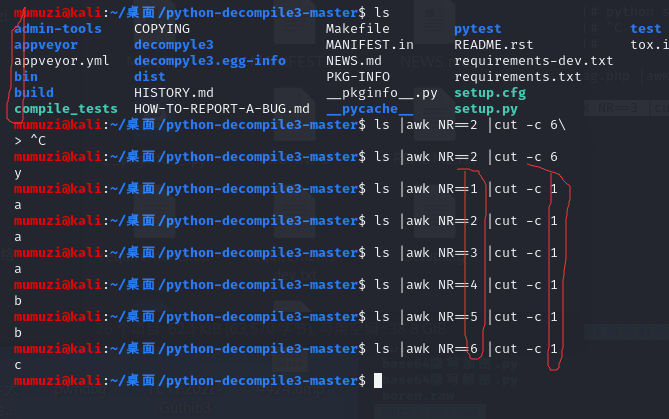 mumuzi@kali:~/桌面/python-decompile3-master$ ls
admin-tools COPYING Makefile pytest test
appveyor decompyle3 MANIFEST.in README.rst tox.i
appveyor.yml decompyle3.egg-info NEWS.md requirements-dev.txt
bin dist PKG-INFO requirements.txt
build HISTORY.md __pkginfo__.py setup.cfg
compile_tests HOW-TO-REPORT-A-BUG.md __pycache__ setup.py
mumuzi@kali:~/桌面/python-decompile3-master$ ls |awk NR==2 |cut -c 6\
> ^C
mumuzi@kali:~/桌面/python-decompile3-master$ ls |awk NR==2 |cut -c 6
y
mumuzi@kali:~/桌面/python-decompile3-master$ ls |awk NR==1 |cut -c 1
a
mumuzi@kali:~/桌面/python-decompile3-master$ ls |awk NR==2 |cut -c 1
a
mumuzi@kali:~/桌面/python-decompile3-master$ ls |awk NR==3 |cut -c 1
a
mumuzi@kali:~/桌面/python-decompile3-master$ ls |awk NR==4 |cut -c 1
b
mumuzi@kali:~/桌面/python-decompile3-master$ ls |awk NR==5 |cut -c 1
b
mumuzi@kali:~/桌面/python-decompile3-master$ ls |awk NR==6 |cut -c 1
c
mumuzi@kali:~/桌面/python-decompile3-master$